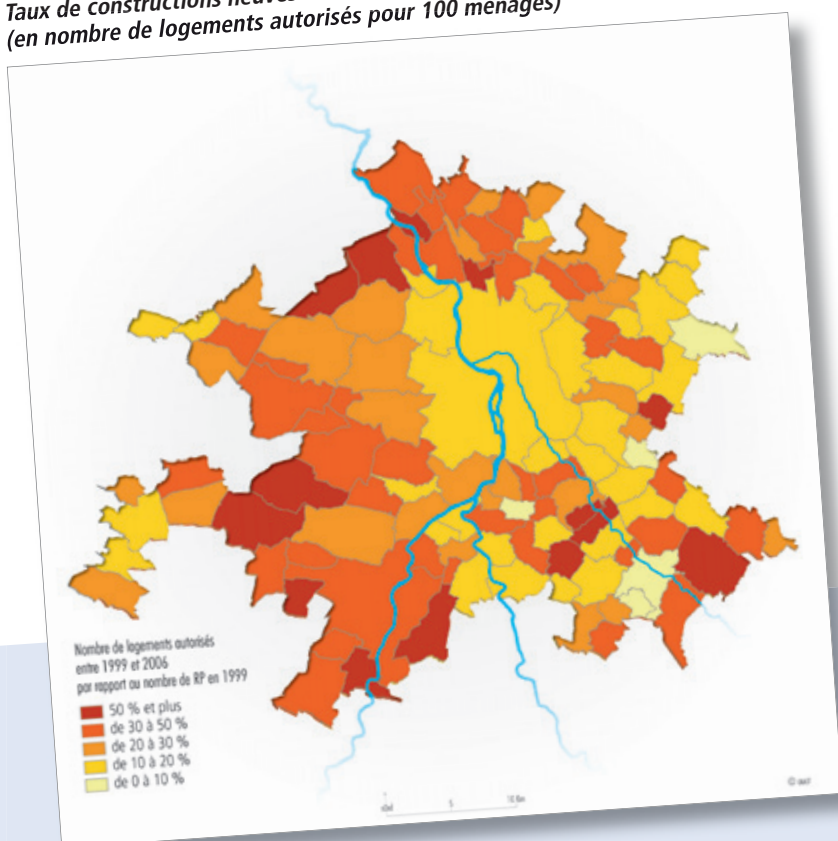 Taux de constructions neuves
(en nombre de logements autorisés pour 100 ménages)
Nombre de logements autorisés
entre 1999 et 2006
par rapport au nombre de RP en 1999
50 % et plus
de 30 à 50 %
de 20 à 30 %
de 10 à 20 %
de 0 à 10 %
5